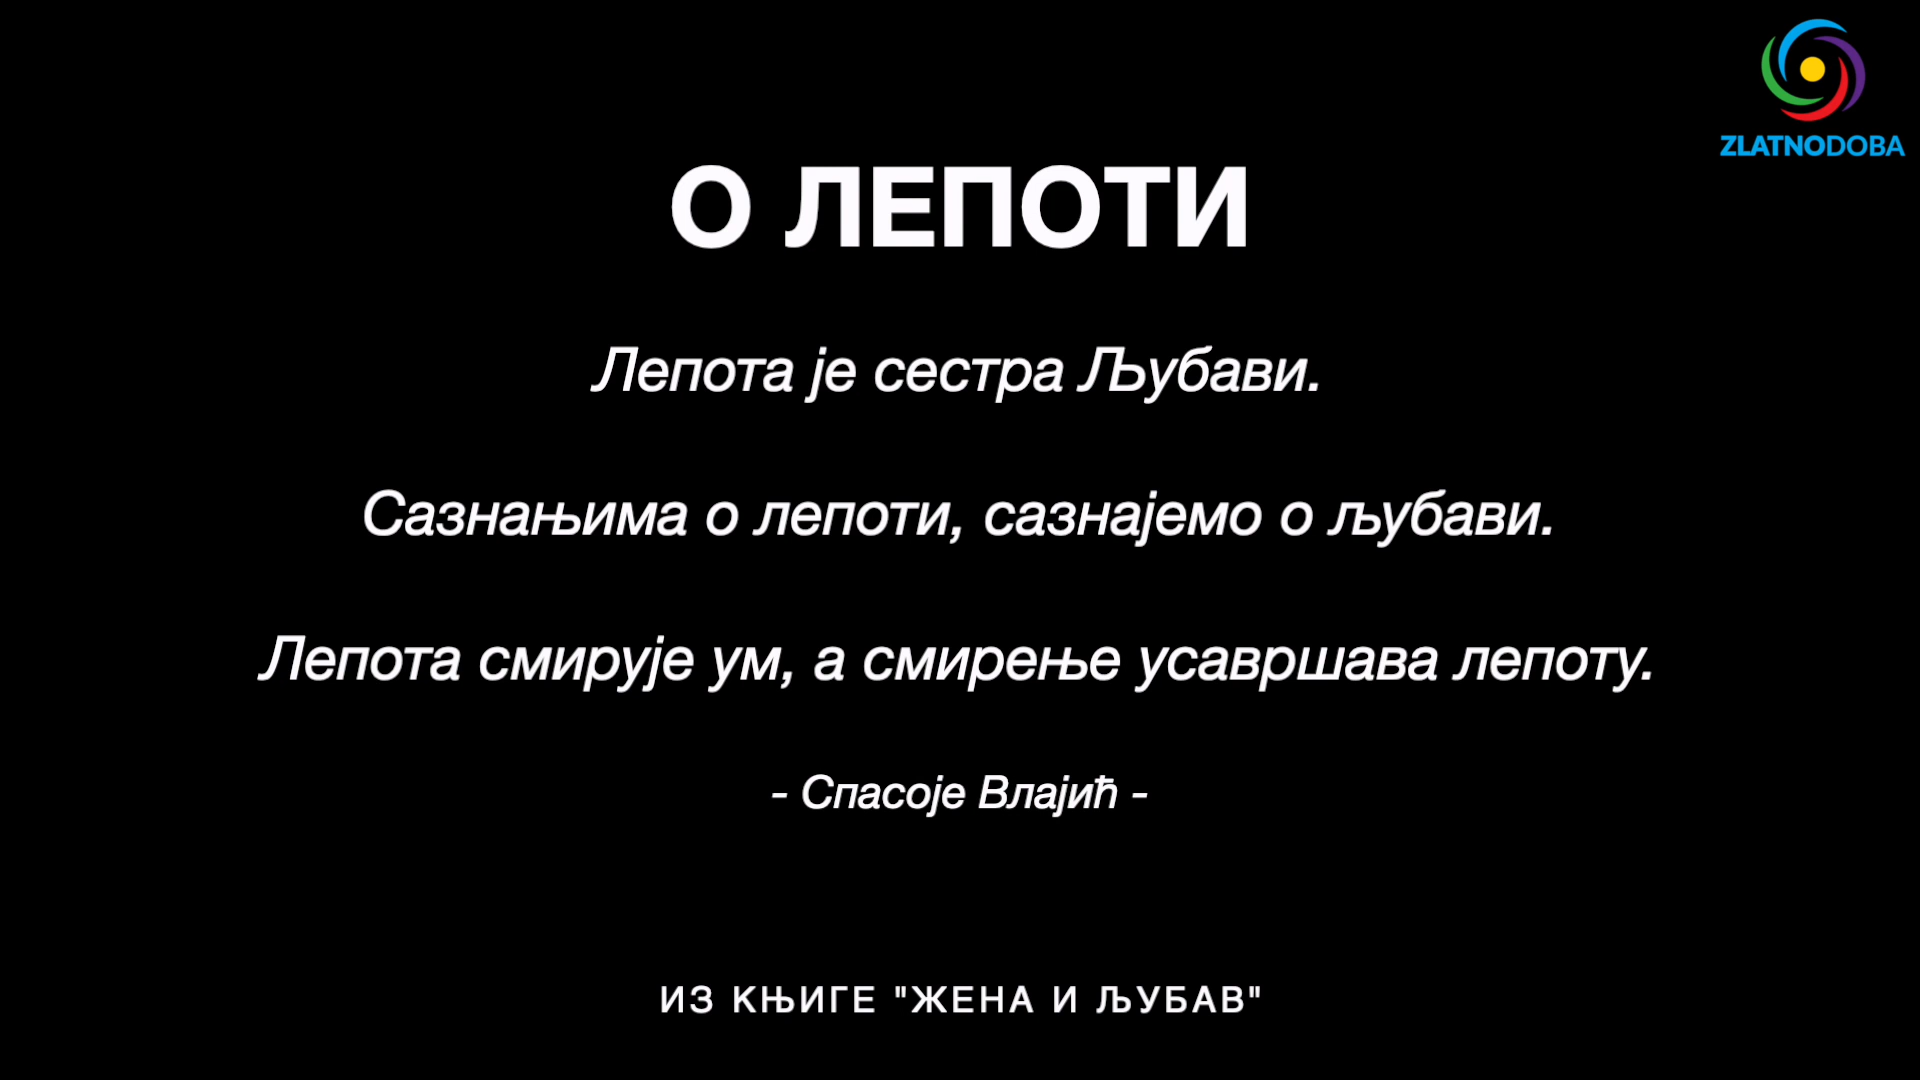 ZLATNODOBA
О ЛЕПОТИ
Лепота је сестра Љубави.
Сазнањима о лепоти, сазнајемо о љубави.
Лепота смирује ум, а смирење усавршава лепоту.
- Спасоје Влајић -
ИЗ КЊИГЕ "ЖЕНА И ЉУБАВ"